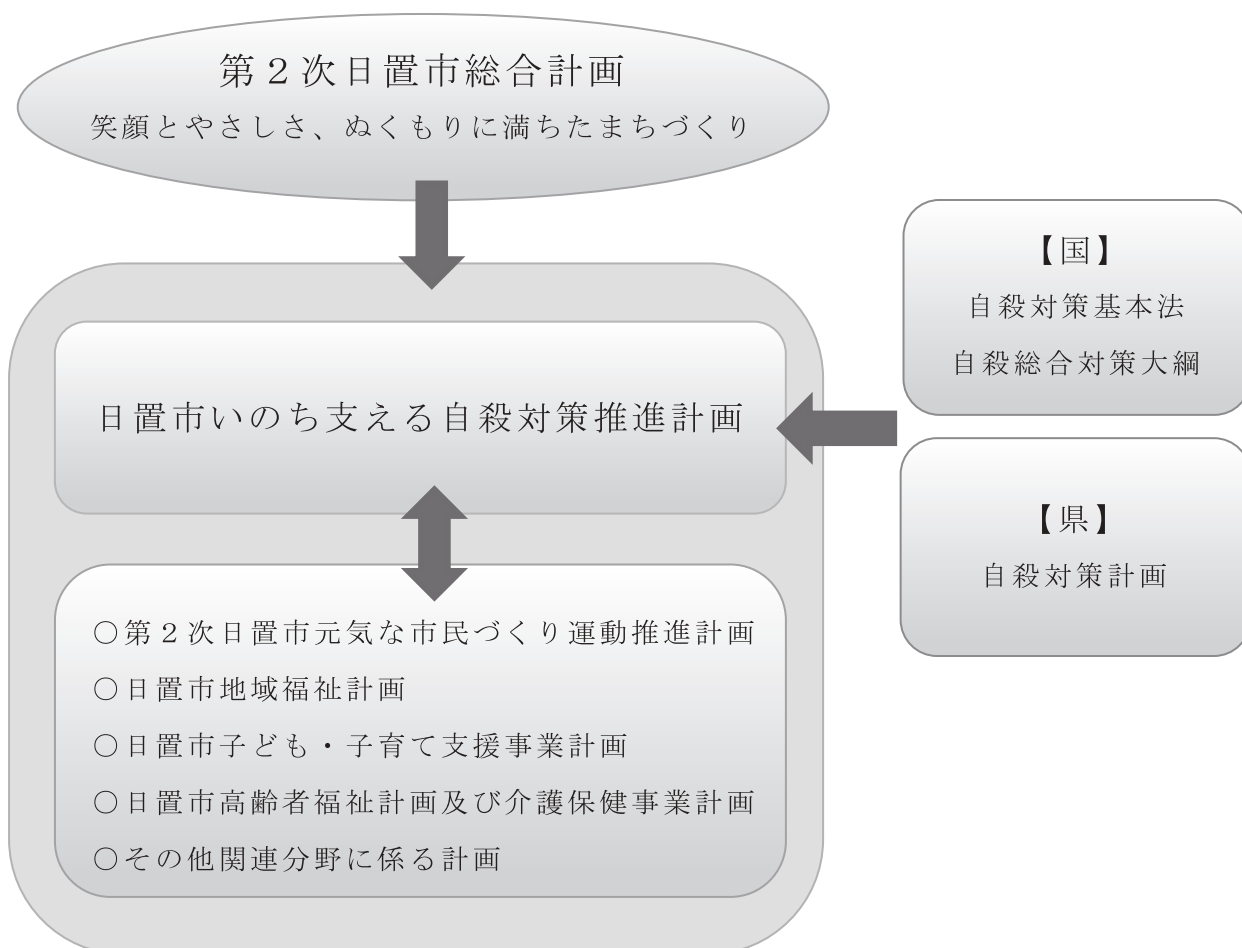 第２次日置市総合計画
笑顔とやさしさ、ぬくもりに満ちたまちづくり
【国】
自殺対策基本法
自殺総合対策大綱
日置市いのち支える自殺対策推進計画
【県】
自殺対策計画
○第２次日置市元気な市民づくり運動推進計画
○日置市地域福祉計画
○日置市子ども・子育て支援事業計画
○日置市高齢者福祉計画及び介護保健事業計画
○その他関連分野に係る計画